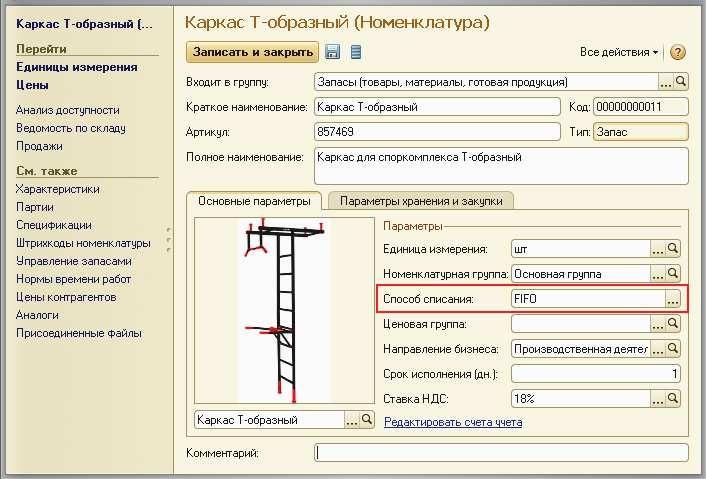 Каркас Т-образный (...
Перейти
Единицы измерения
Цены
Анализ доступности
Ведомость по складу
Продажи
См. также
Характеристики
Партии
Спецификации
Штрихкоды номенклатуры
Управление запасами
Нормы времени работ
Цены контрагентов
Аналоги
Присоединенные файлы
Каркас Т-образный (Номенклатура)
Записать и закрыть
Все действия
?
Входит в группу: Запасы (товары, материалы, готовая продукция) ...
Краткое наименование: Каркас Т-образный Код: 00000000011
Артикул: 857469 Тип: Запас
Полное наименование: Каркас для споркомплекса Т-образный
Основные параметры Параметры хранения и закупки
Параметры
Единица измерения: шт ...
Номенклатурная группа: Основная группа ...
Способ списания: FIFO ...
Ценовая группа: ...
Направление бизнеса: Производственная деятел ...
Срок исполнения (дн.): 1
Ставка НДС: 18% ...
Каркас Т-образный ...
Редактировать счета учета
Комментарий: